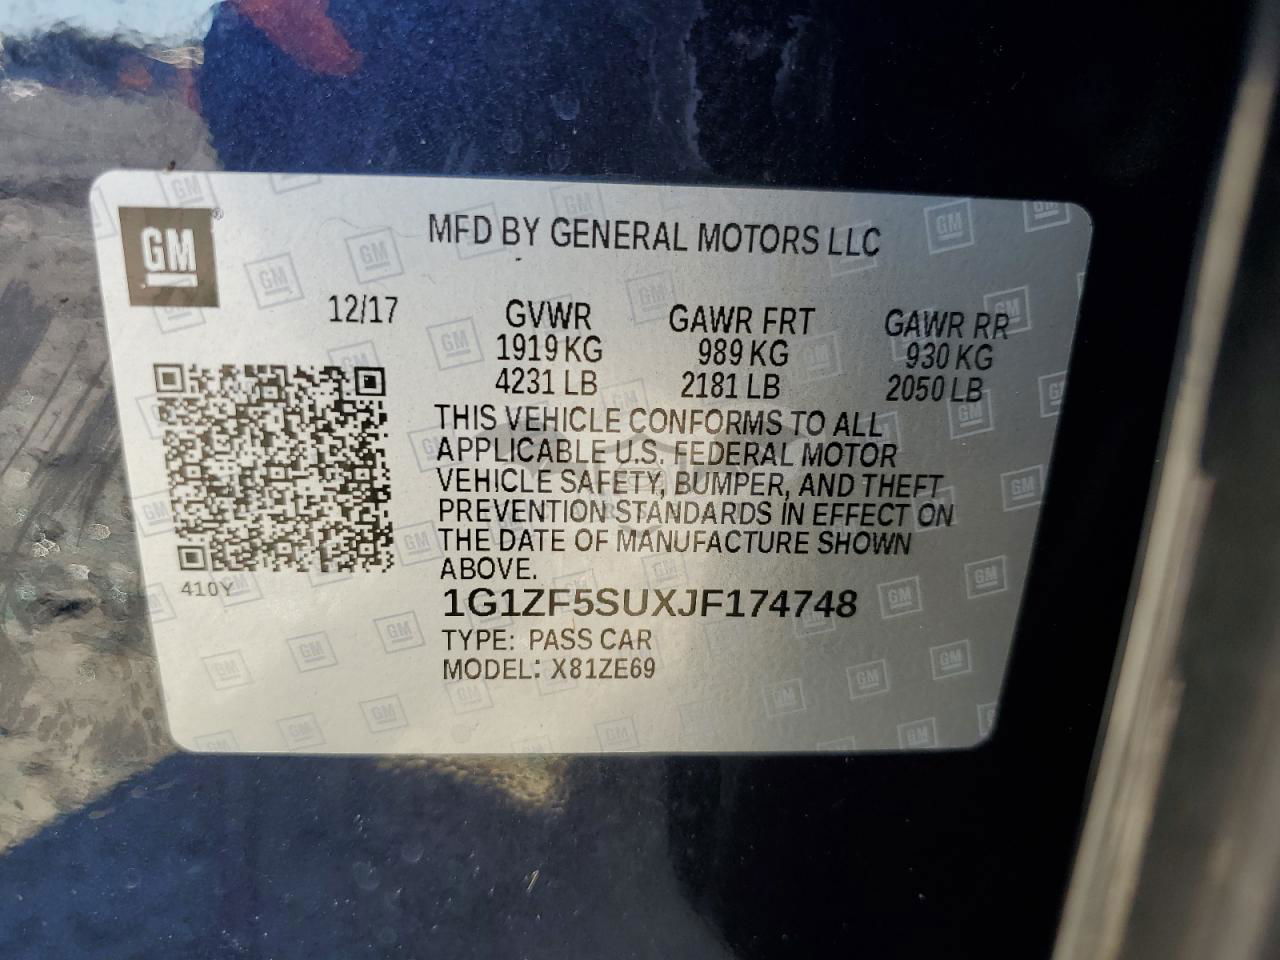 GM
MFD BY GENERAL MOTORS LLC
12/17
GVWR GAWR FRT GAWR RR
1919 KG 989 KG 930 KG
4231 LB 2181 LB 2050 LB
THIS VEHICLE CONFORMS TO ALL
APPLICABLE U.S. FEDERAL MOTOR
VEHICLE SAFETY, BUMPER, AND THEFT
PREVENTION STANDARDS IN EFFECT ON
THE DATE OF MANUFACTURE SHOWN
ABOVE.
410Y
1G1ZF5SUXJF174748
TYPE: PASS CAR
MODEL: X81ZE69